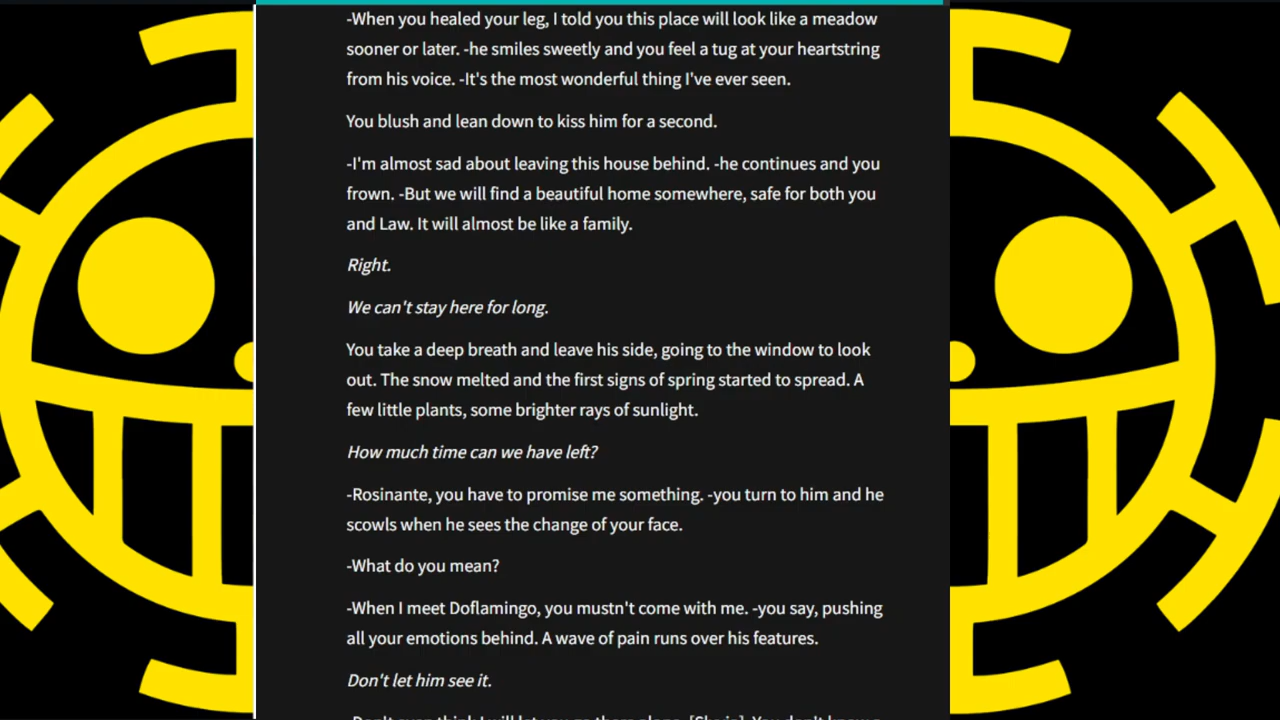 -When you healed your leg, I told you this place will look like a meadow
sooner or later. -he smiles sweetly and you feel a tug at your heartstring
from his voice. -It's the most wonderful thing I've ever seen.
You blush and lean down to kiss him for a second.
-I'm almost sad about leaving this house behind. -he continues and you
frown. -But we will find a beautiful home somewhere, safe for both you
and Law. It will almost be like a family.
Right.
We can't stay here for long.
You take a deep breath and leave his side, going to the window to look
out. The snow melted and the first signs of spring started to spread. A
few little plants, some brighter rays of sunlight.
How much time can we have left?
-Rosinante, you have to promise me something. -you turn to him and he
scowls when he sees the change of your face.
-What do you mean?
-When I meet Doflamingo, you mustn't come with me. -you say, pushing
all your emotions behind. A wave of pain runs over his features.
Don't let him see it.